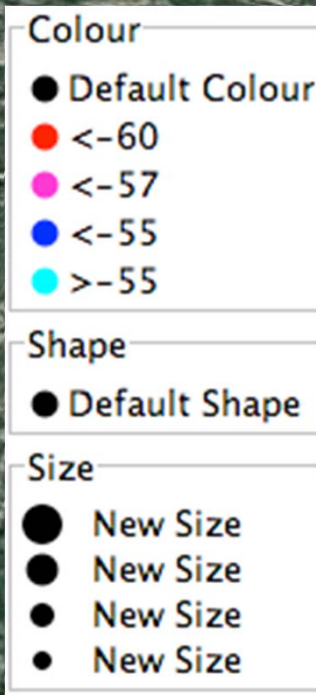 Colour
Default Colour
<-60
<-57
<-55
>-55
Shape
Default Shape
Size
New Size
New Size
New Size
New Size